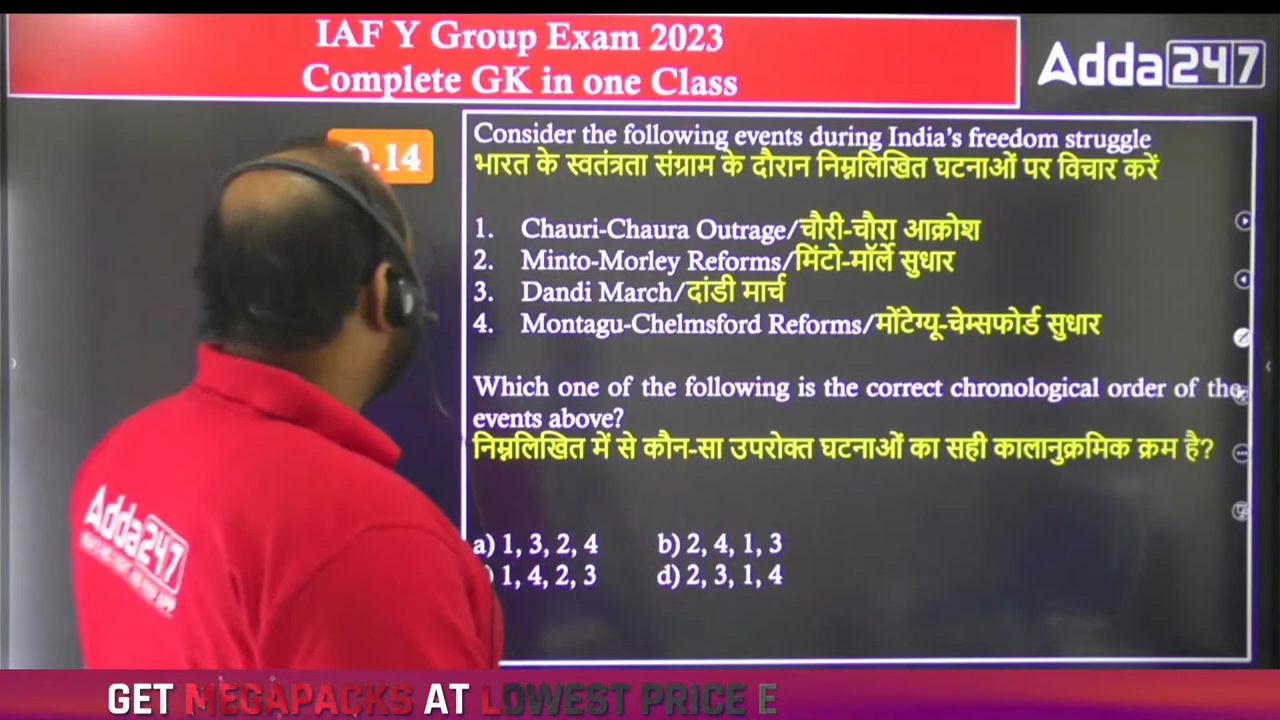 IAF Y Group Exam 2023
Complete GK in one Class
Adda247
.14
Consider the following events during India's freedom struggle
भारत के स्वतंत्रता संग्राम के दौरान निम्नलिखित घटनाओं पर विचार करें
1. Chauri-Chaura Outrage/चौरी-चौरा आक्रोश
2. Minto-Morley Reforms/मिंटो-मॉर्ले सुधार
3. Dandi March/दांडी मार्च
4. Montagu-Chelmsford Reforms/मोंटेग्यू-चेम्सफोर्ड सुधार
Which one of the following is the correct chronological order of the
events above?
निम्नलिखित में से कौन-सा उपरोक्त घटनाओं का सही कालानुक्रमिक क्रम है?
a) 1, 3, 2, 4 b) 2, 4, 1, 3
) 1, 4, 2, 3 d) 2, 3, 1, 4
Adda247
GET MEGAPACKS AT LOWEST PRICE E